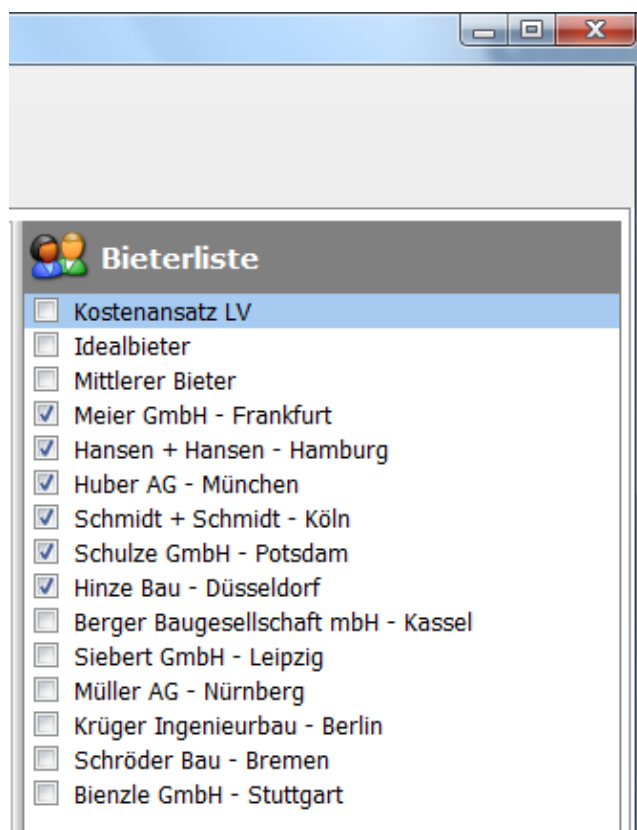 Bieterliste
Kostenansatz LV
Idealbieter
Mittlerer Bieter
Meier GmbH - Frankfurt
Hansen + Hansen - Hamburg
Huber AG - München
Schmidt + Schmidt - Köln
Schulze GmbH - Potsdam
Hinze Bau - Düsseldorf
Berger Baugesellschaft mbH - Kassel
Siebert GmbH - Leipzig
Müller AG - Nürnberg
Krüger Ingenieurbau - Berlin
Schröder Bau - Bremen
Bienzle GmbH - Stuttgart